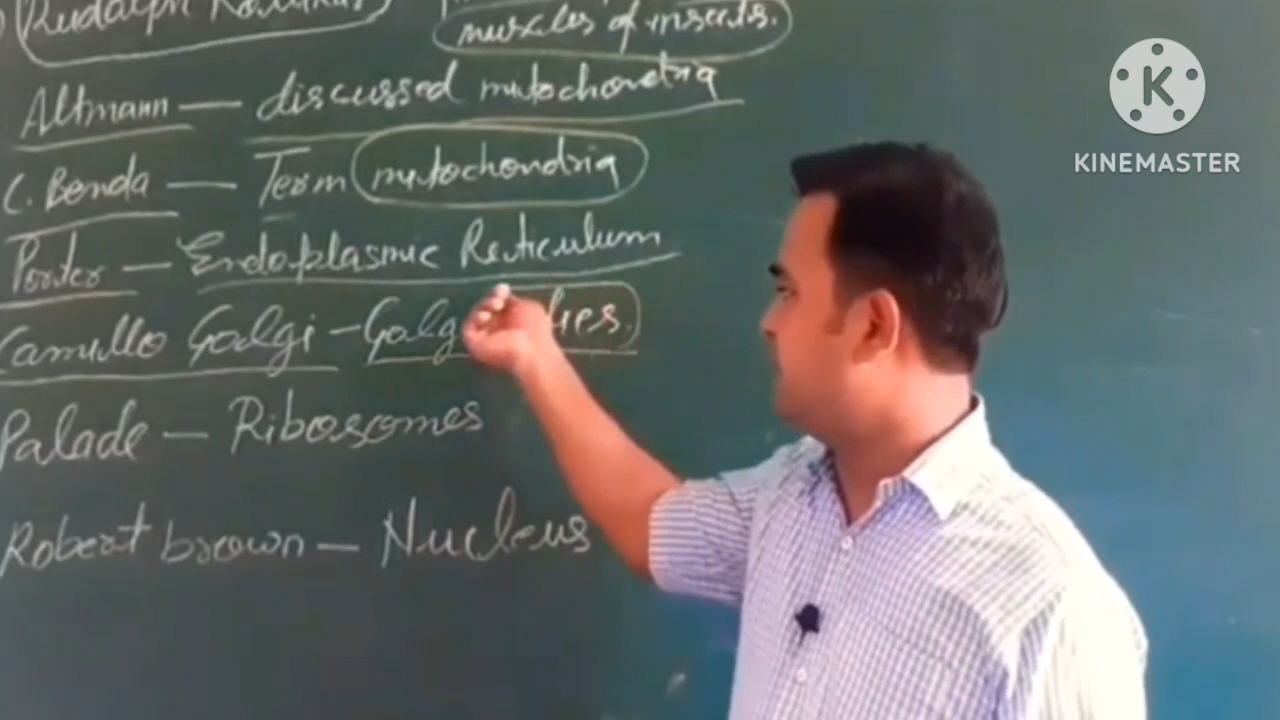 Rudalph
muscles of insects.
Altmann — discussed mitochondria
C. Benda — Term mitochondria
Porter — Endoplasmic Reticulum
Camillo Golgi – Golgi
Palade — Ribosomes
Robert brown — Nucleus
K
KINEMASTER